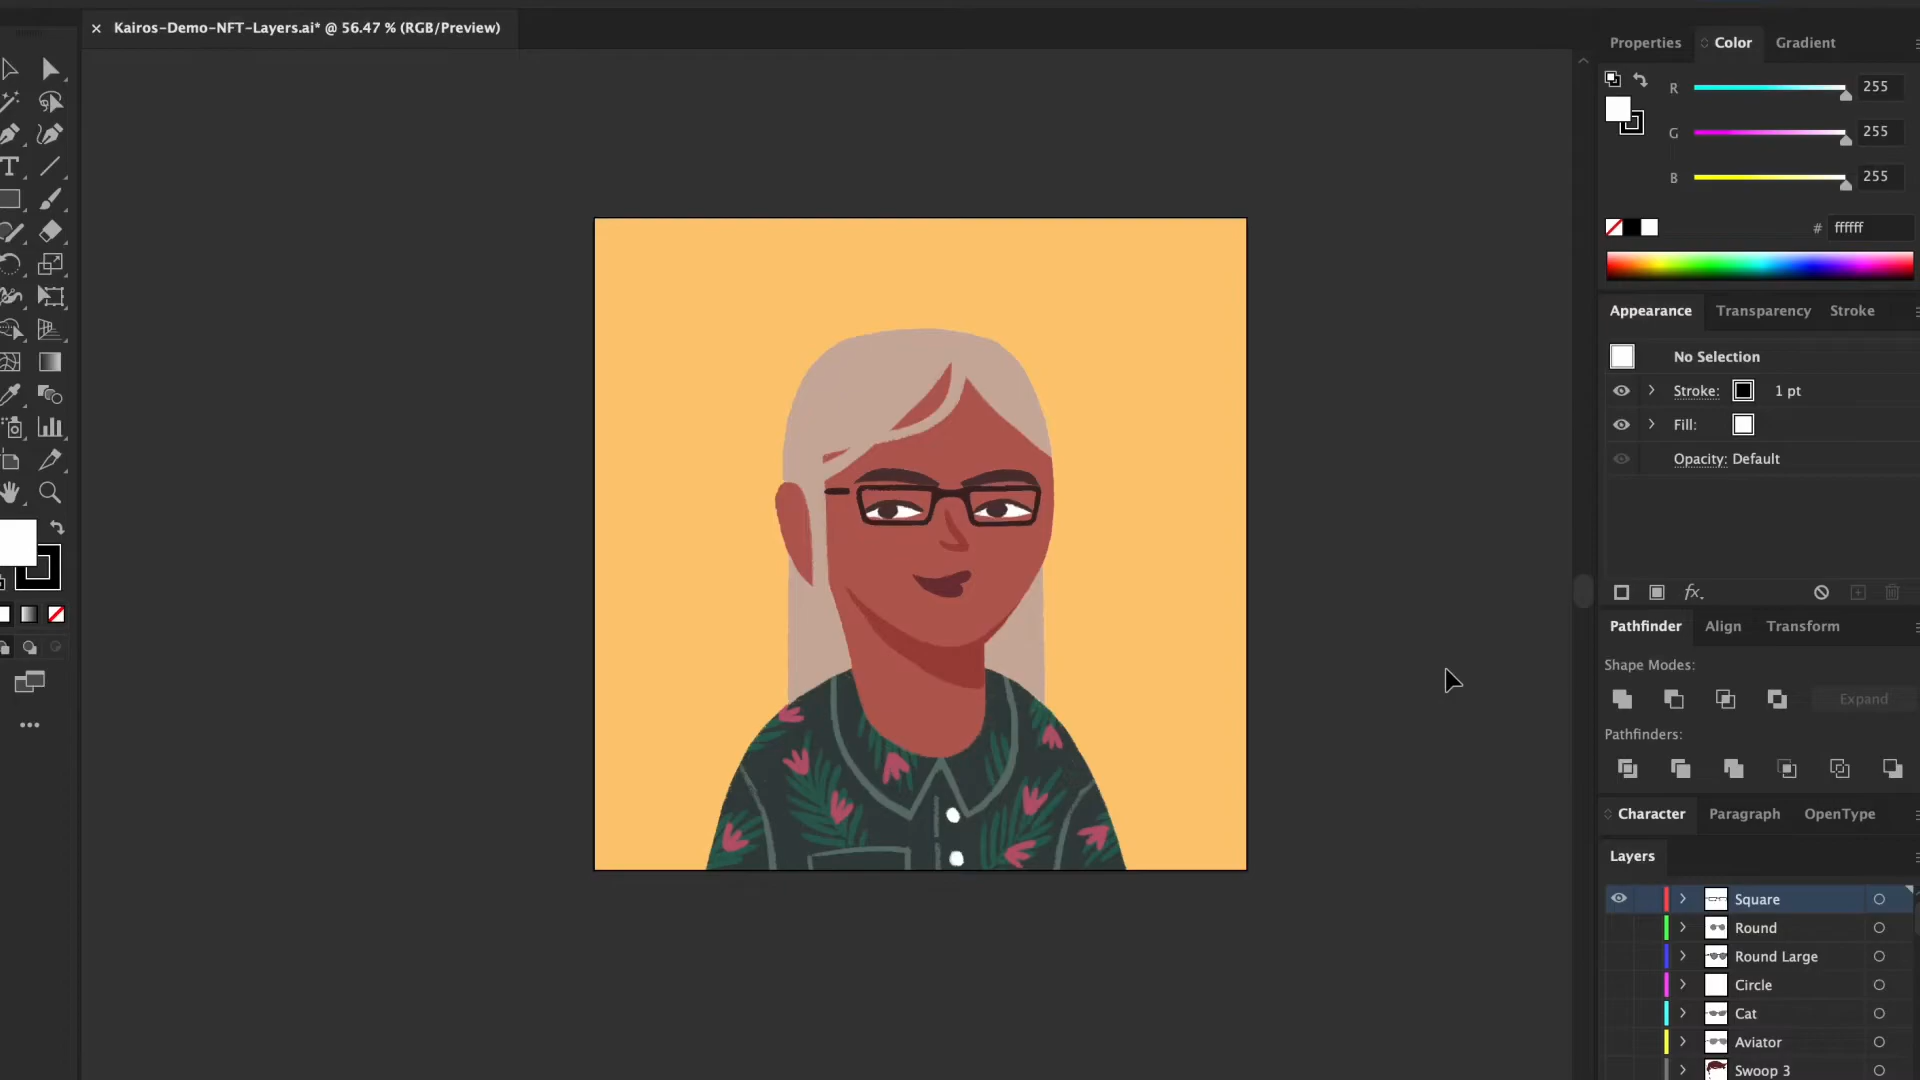 Kairos-Demo-NFT-Layers.ai* @ 56.47 % (RGB/Preview)
Properties Color Gradient
R 255
G 255
B 255
# ffffff
Appearance Transparency Stroke
No Selection
Stroke: 1 pt
Fill:
Opacity: Default
fx.
Pathfinder Align Transform
Shape Modes:
Expand
Pathfinders:
Character Paragraph OpenType
Layers
Square
Round
Round Large
Circle
Cat
Aviator
Swoop 3